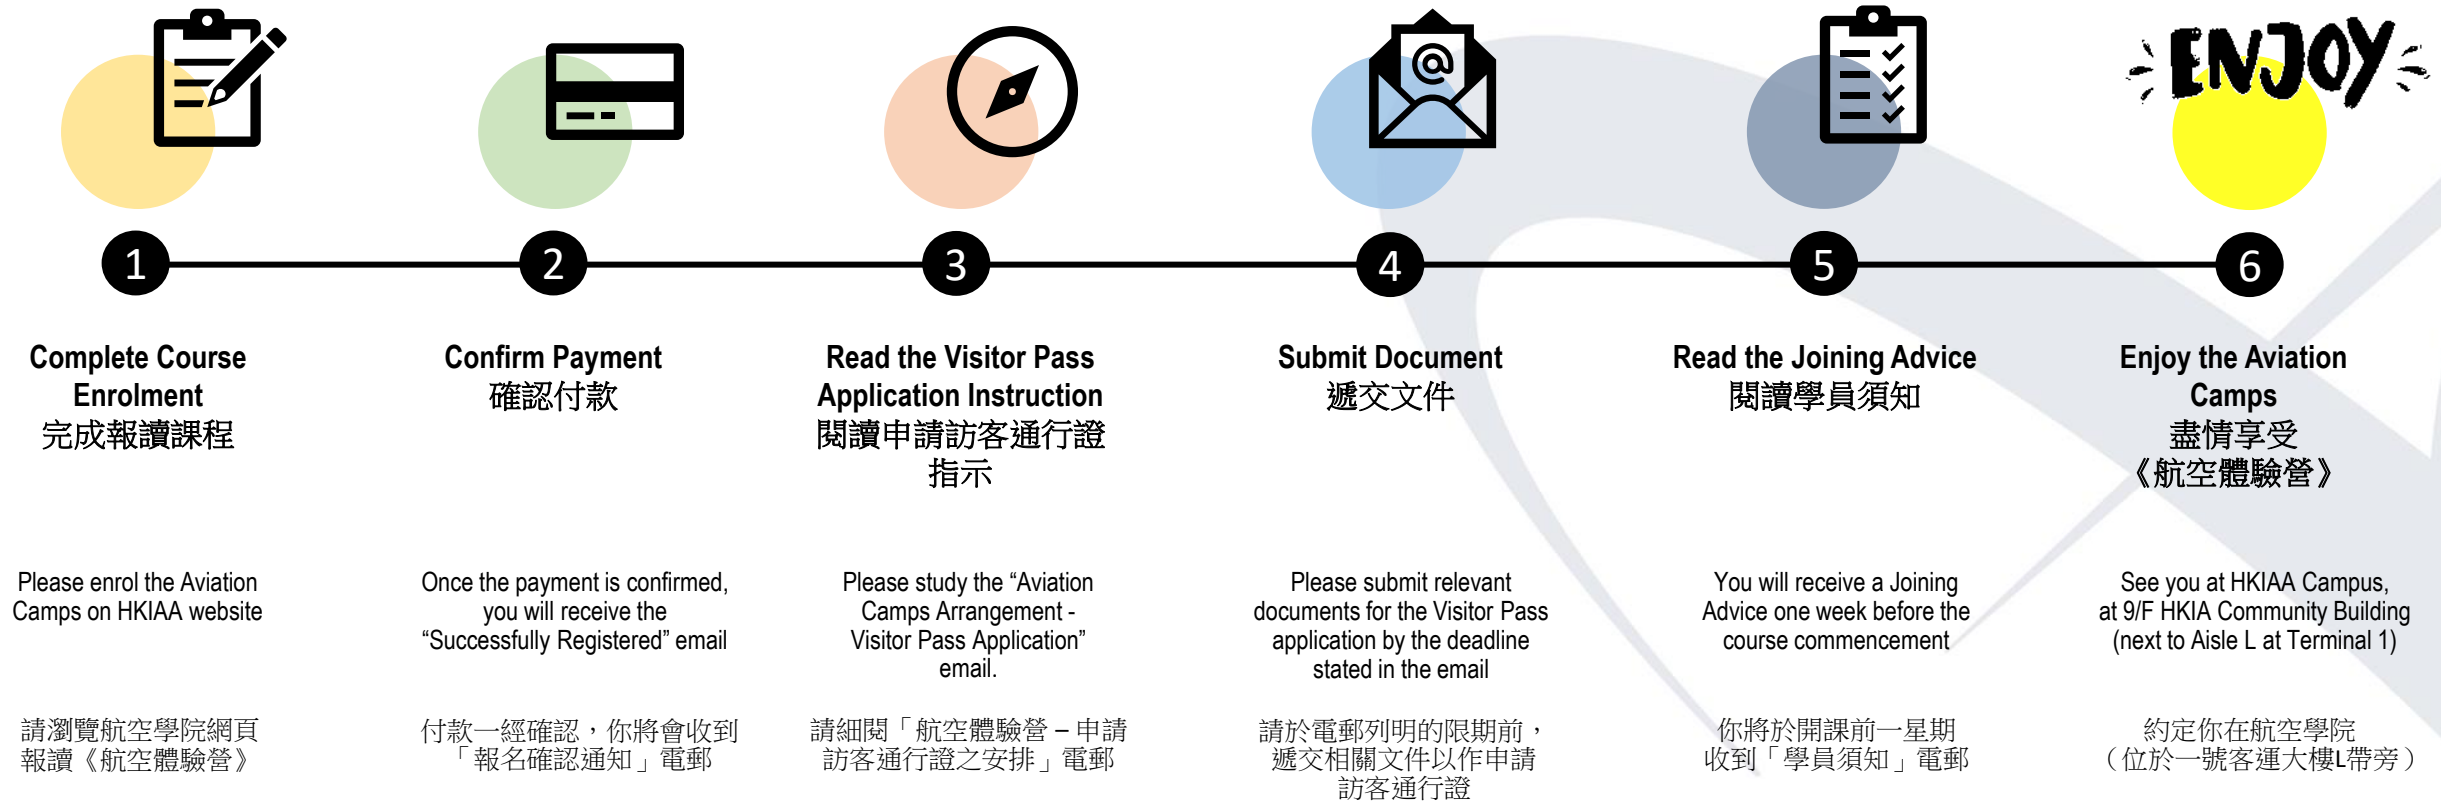 ENJOY
1
2
3
4
5
6
Complete Course
Enrolment
完成報讀課程
Please enrol the Aviation
Camps on HKIAA website
請瀏覽航空學院網頁
報讀《航空體驗營》
Confirm Payment
確認付款
Once the payment is confirmed,
you will receive the
“Successfully Registered” email
付款一經確認，你將會收到
「報名確認通知」電郵
Read the Visitor Pass
Application Instruction
閱讀申請訪客通行證
指示
Please study the “Aviation
Camps Arrangement -
Visitor Pass Application”
email.
請細閱「航空體驗營 – 申請
訪客通行證之安排」電郵
Submit Document
遞交文件
Please submit relevant
documents for the Visitor Pass
application by the deadline
stated in the email
請於電郵列明的限期前，
遞交相關文件以作申請
訪客通行證
Read the Joining Advice
閱讀學員須知
You will receive a Joining
Advice one week before the
course commencement
你將於開課前一星期
收到「學員須知」電郵
Enjoy the Aviation
Camps
盡情享受
《航空體驗營》
See you at HKIAA Campus,
at 9/F HKIA Community Building
(next to Aisle L at Terminal 1)
約定你在航空學院
（位於一號客運大樓L帶旁）